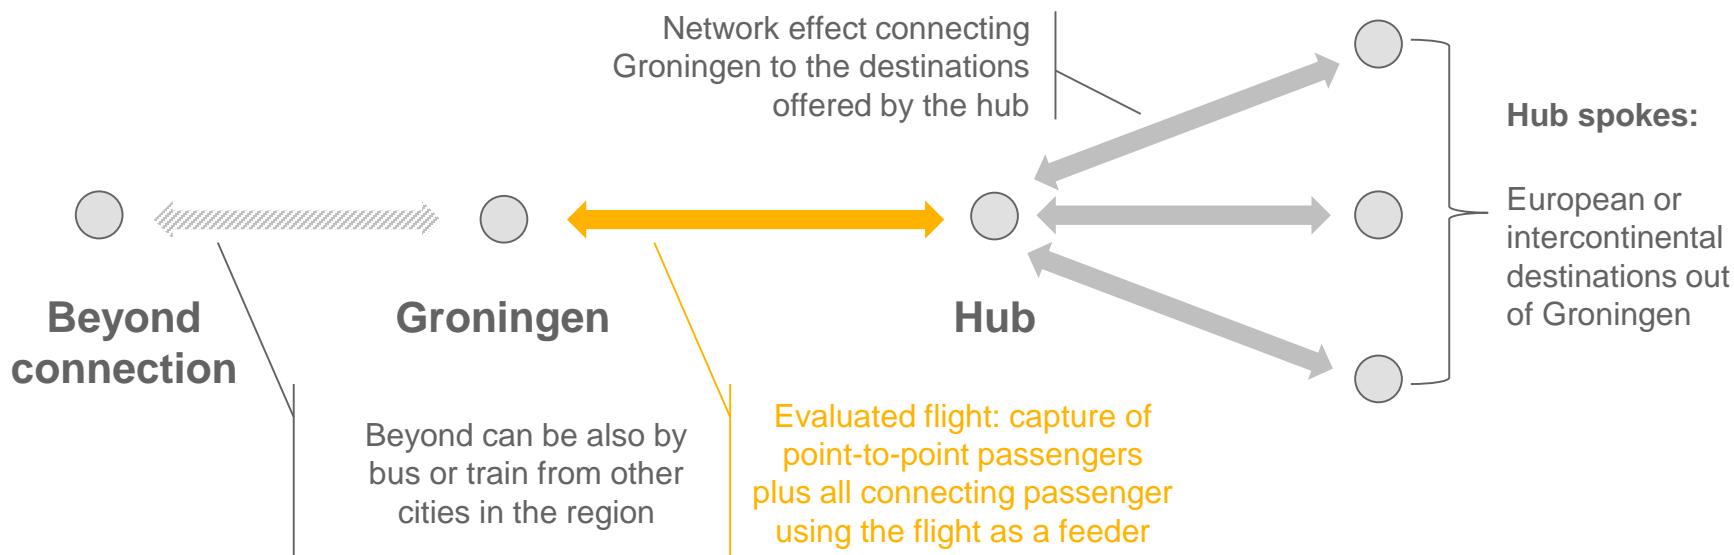 Network effect connecting
Groningen to the destinations
offered by the hub
Hub spokes:
European or
intercontinental
destinations out
of Groningen
Beyond
connection
Groningen
Hub
Beyond can be also by
bus or train from other
cities in the region
Evaluated flight: capture of
point-to-point passengers
plus all connecting passenger
using the flight as a feeder